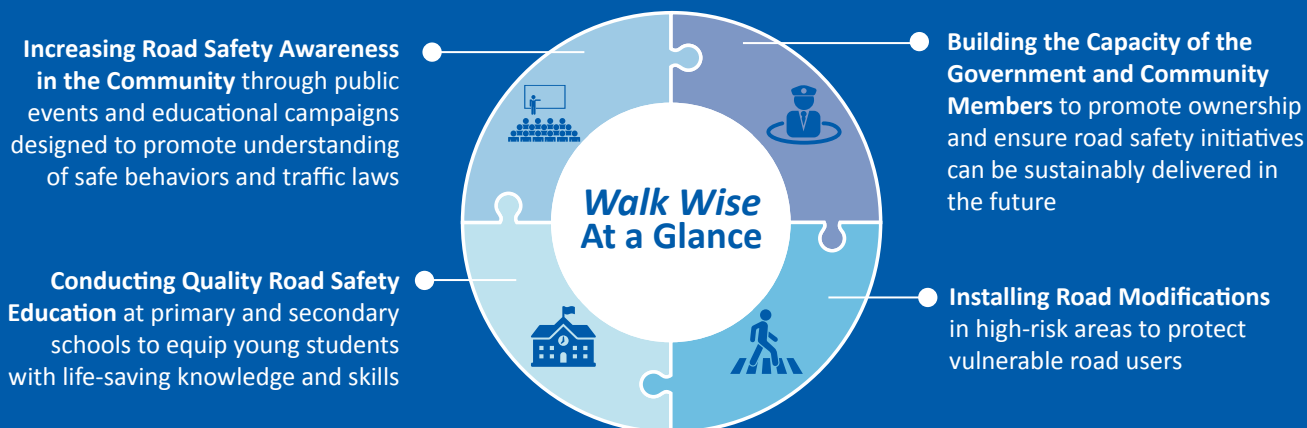 Increasing Road Safety Awareness
in the Community through public
events and educational campaigns
designed to promote understanding
of safe behaviors and traffic laws
Building the Capacity of the
Government and Community
Members to promote ownership
and ensure road safety initiatives
can be sustainably delivered in
the future
Walk Wise
At a Glance
Conducting Quality Road Safety
Education at primary and secondary
schools to equip young students
with life-saving knowledge and skills
Installing Road Modifications
in high-risk areas to protect
vulnerable road users